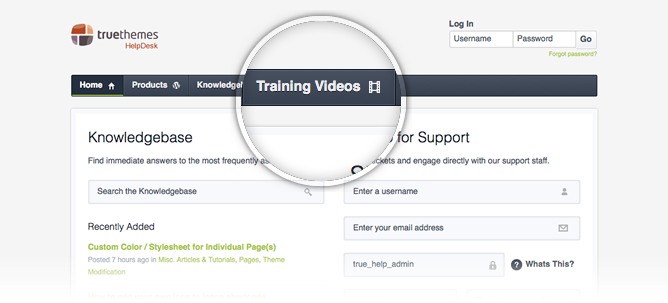 truethemes
HelpDesk
Log In
Username
Password
Go
Forgot password?
Home
Products
Training Videos
Knowledgebase
for Support
Find immediate answers to the most frequently
and engage directly with our support staff.
Search the Knowledgebase
Enter a username
Recently Added
Enter your email address
Custom Color / Stylesheet for Individual Page(s)
Posted 7 hours ago in Misc. Articles & Tutorials, Pages, Theme
Modification
true_help_admin
Whats This?